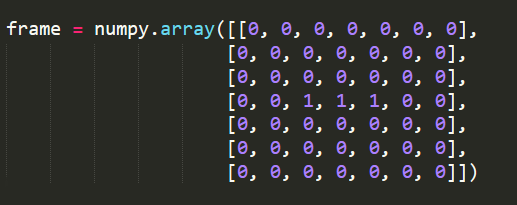 frame = numpy.array([[0, 0, 0, 0, 0, 0, 0],
[0, 0, 0, 0, 0, 0, 0],
[0, 0, 0, 0, 0, 0, 0],
[0, 0, 1, 1, 1, 0, 0],
[0, 0, 0, 0, 0, 0, 0],
[0, 0, 0, 0, 0, 0, 0],
[0, 0, 0, 0, 0, 0, 0]])